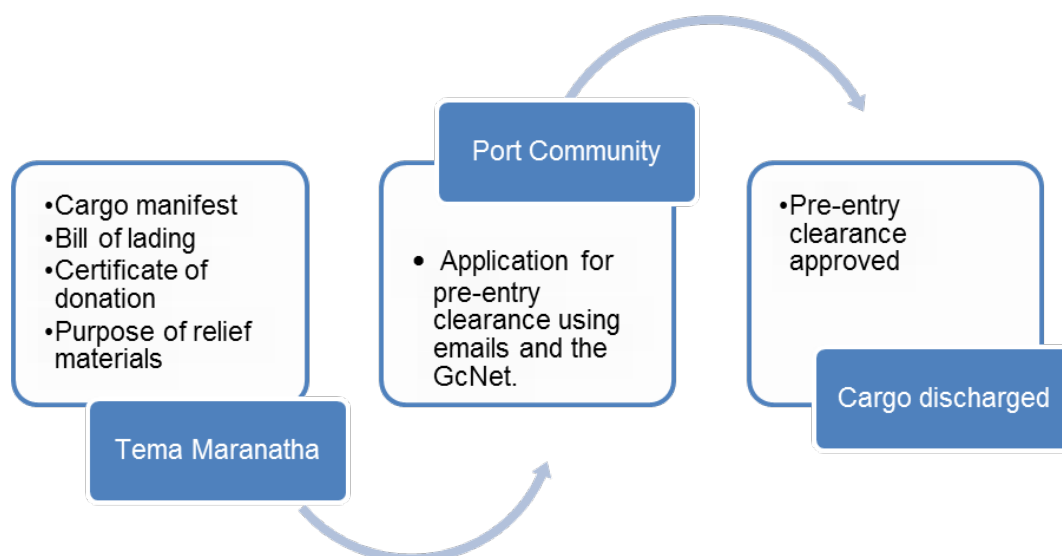 •Cargo manifest
•Bill of lading
•Certificate of
donation
•Purpose of relief
materials
Tema Maranatha
Port Community
• Application for
pre-entry
clearance using
emails and the
GcNet.
•Pre-entry
clearance
approved
Cargo discharged